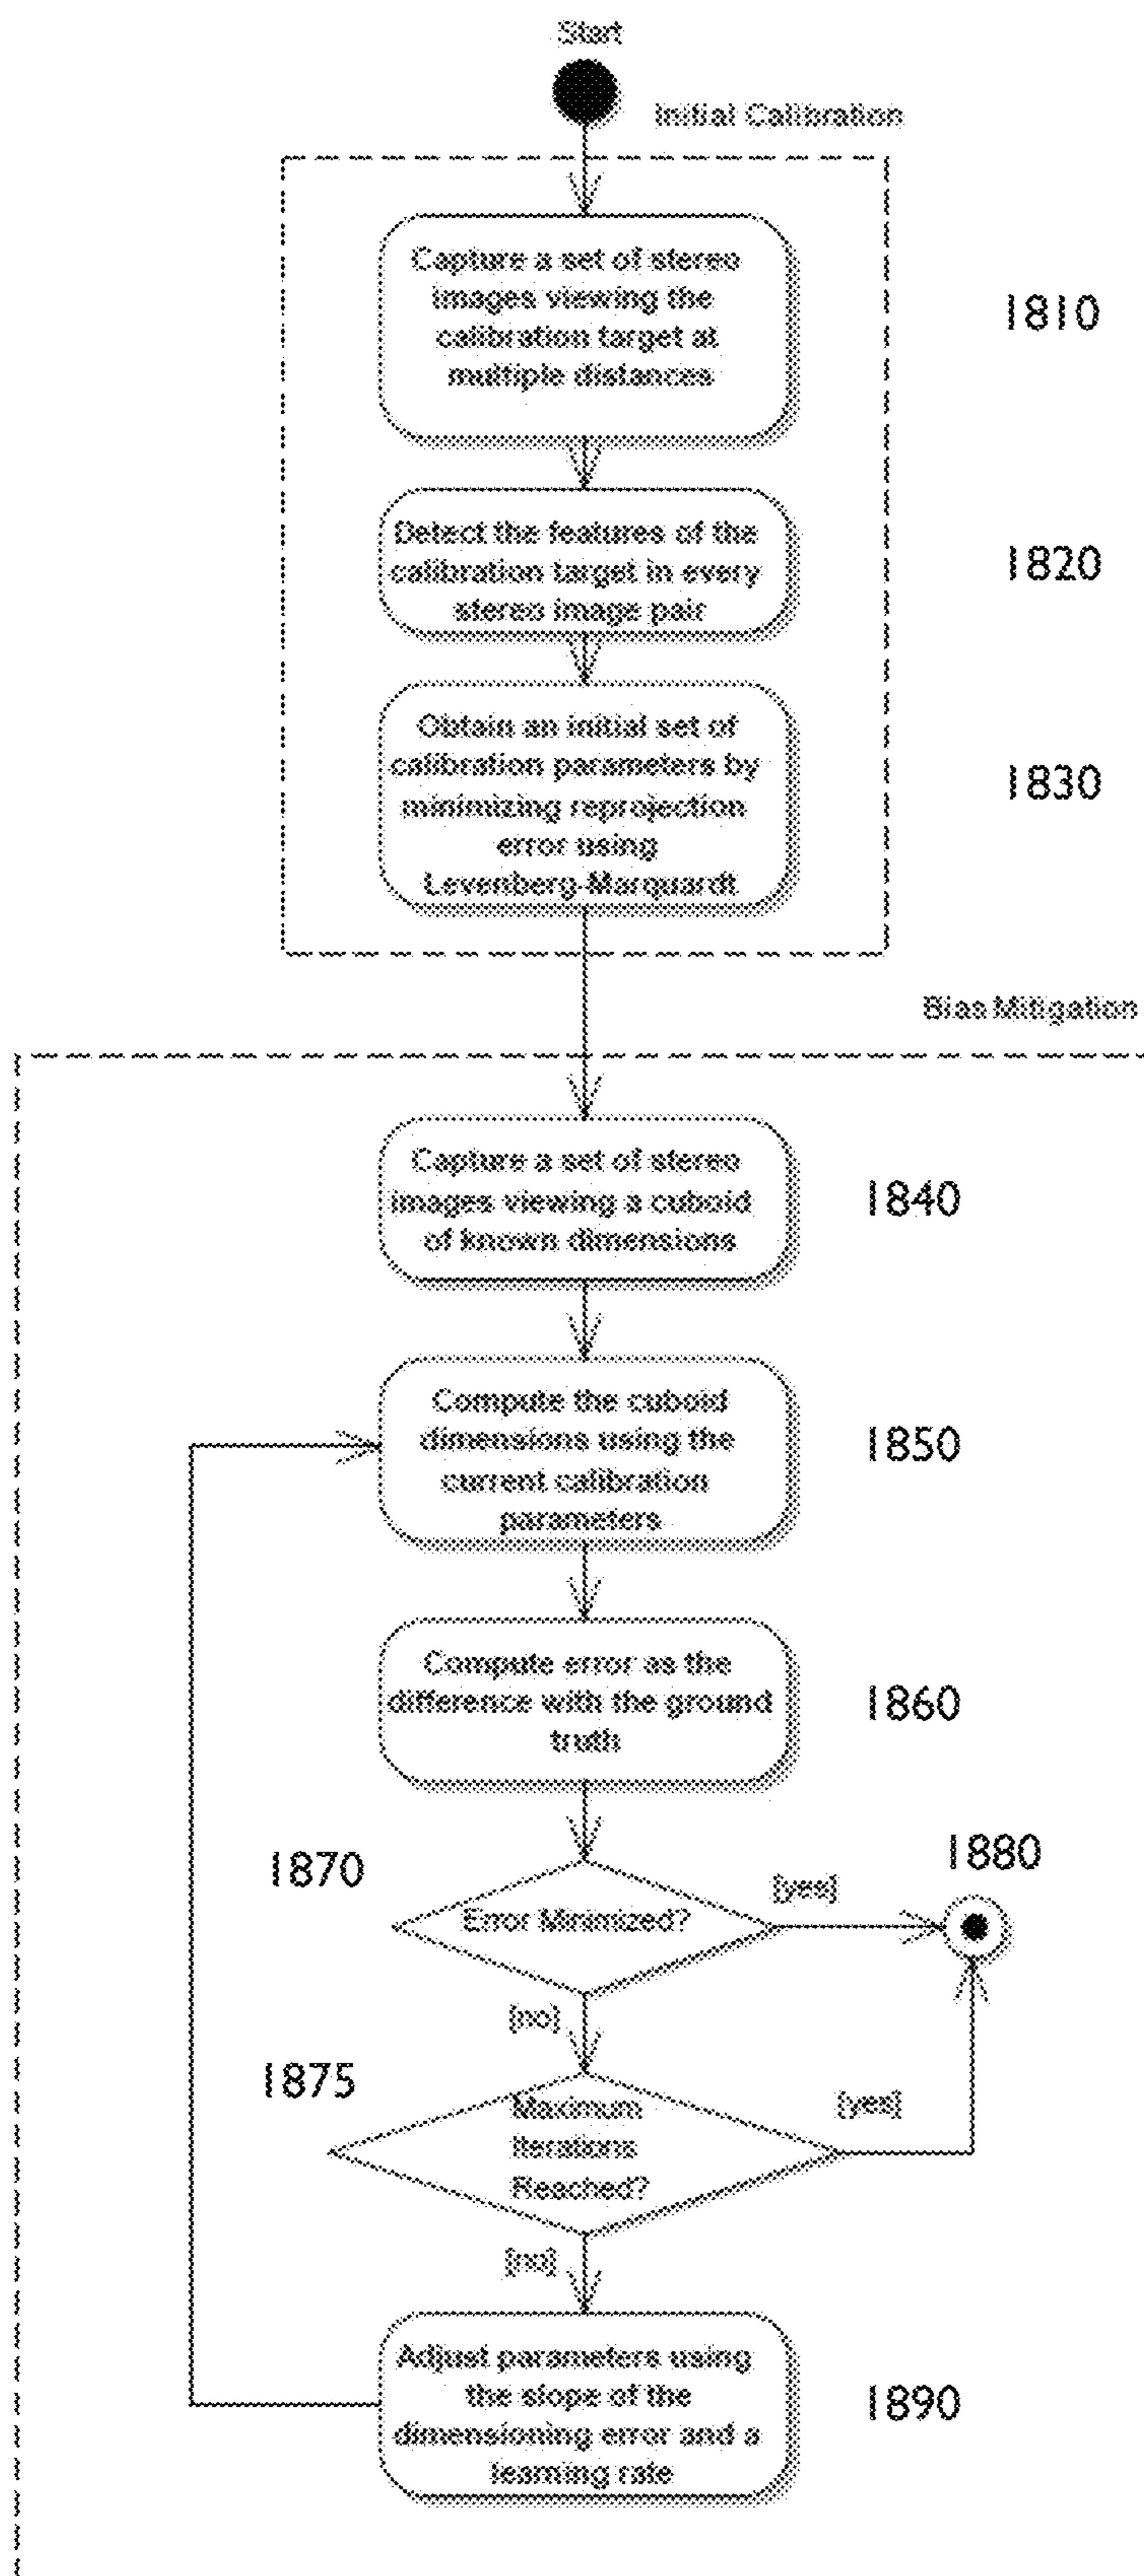 Start
Initial Calibration
Capture a set of stereo
images viewing the
calibration target at
multiple distances
1810
Detect the features of the
calibration target in every
stereo image pair
1820
Obtain an initial set of
calibration parameters by
minimizing reprojection
error using
Levenberg-Marquardt
1830
Bias Mitigation
Capture a set of stereo
images viewing a cuboid
of known dimensions
1840
Compute the cuboid
dimensions using the
current calibration
parameters
1850
Compute error as the
difference with the ground
truth
1860
1870
Error Minimized?
[yes]
1880
[no]
1875
Maximum
Iterations
Reached?
[yes]
[no]
Adjust parameters using
the slope of the
dimensioning error and a
learning rate
1890